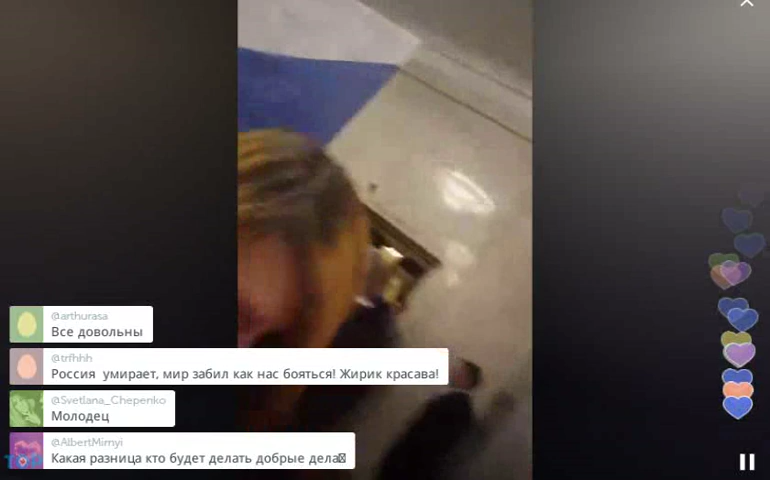 @arthurasa
Все довольны
@trfhhh
Россия умирает, мир забил как нас бояться! Жирик красава!
@Svetlana_Chepenko
Молодец
@AlbertMirnyi
Какая разница кто будет делать добрые дела